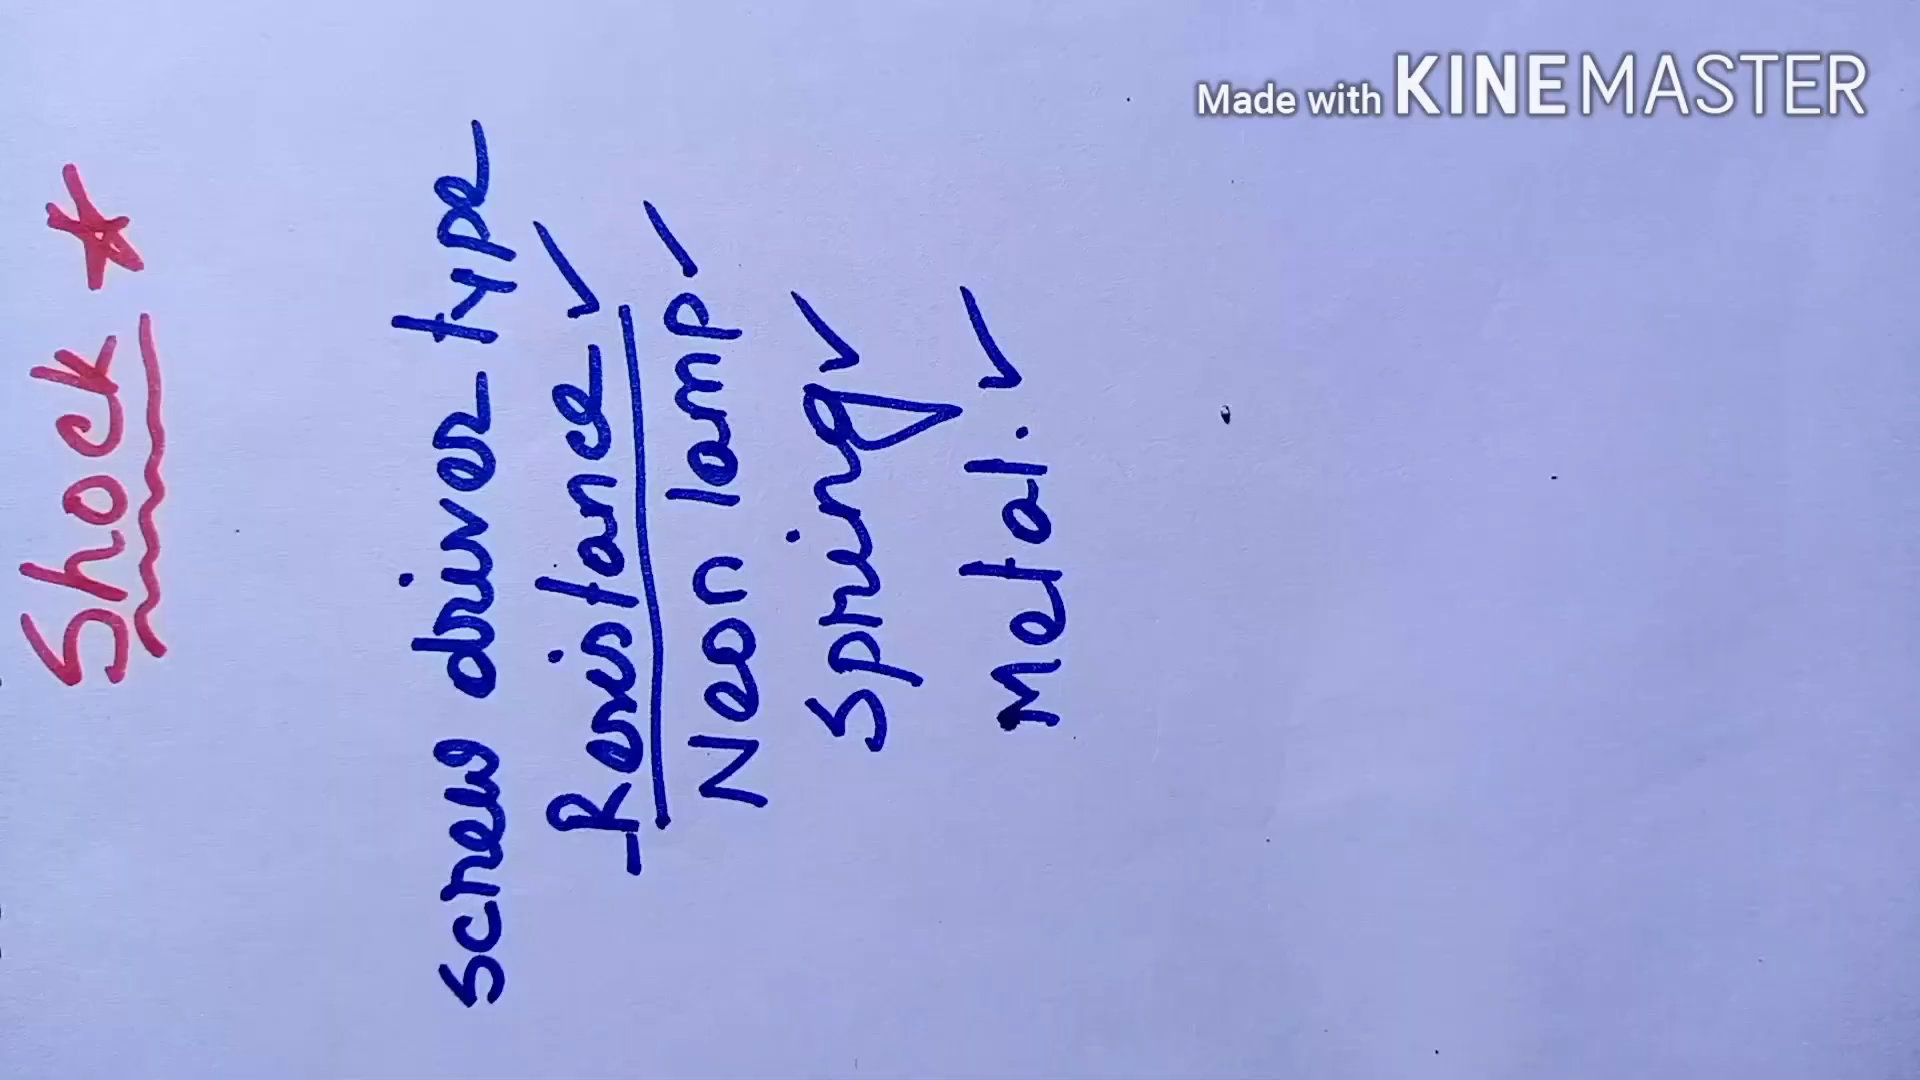 Shock *
screw driver type
Resistance ✓
Neon lamp ✓
Spring ✓
Metal. ✓
Made with KINEMASTER